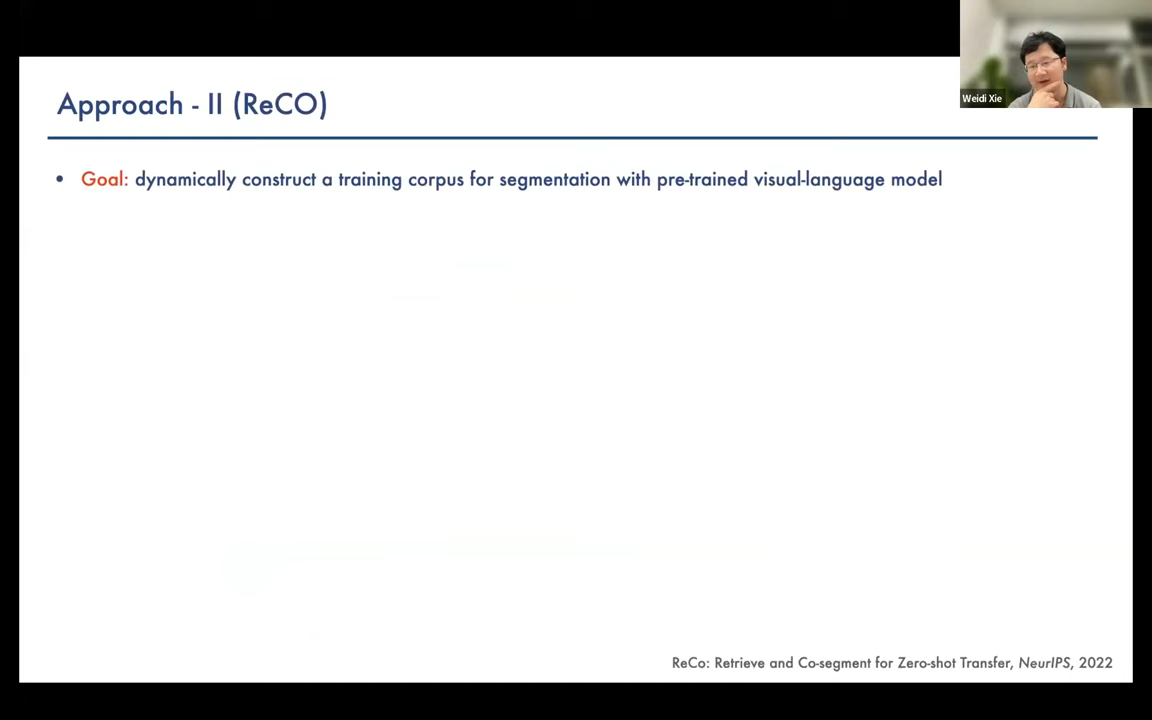 Weidi Xie
Approach - II (ReCO)
• Goal: dynamically construct a training corpus for segmentation with pre-trained visual-language model
ReCo: Retrieve and Co-segment for Zero-shot Transfer, NeurIPS, 2022